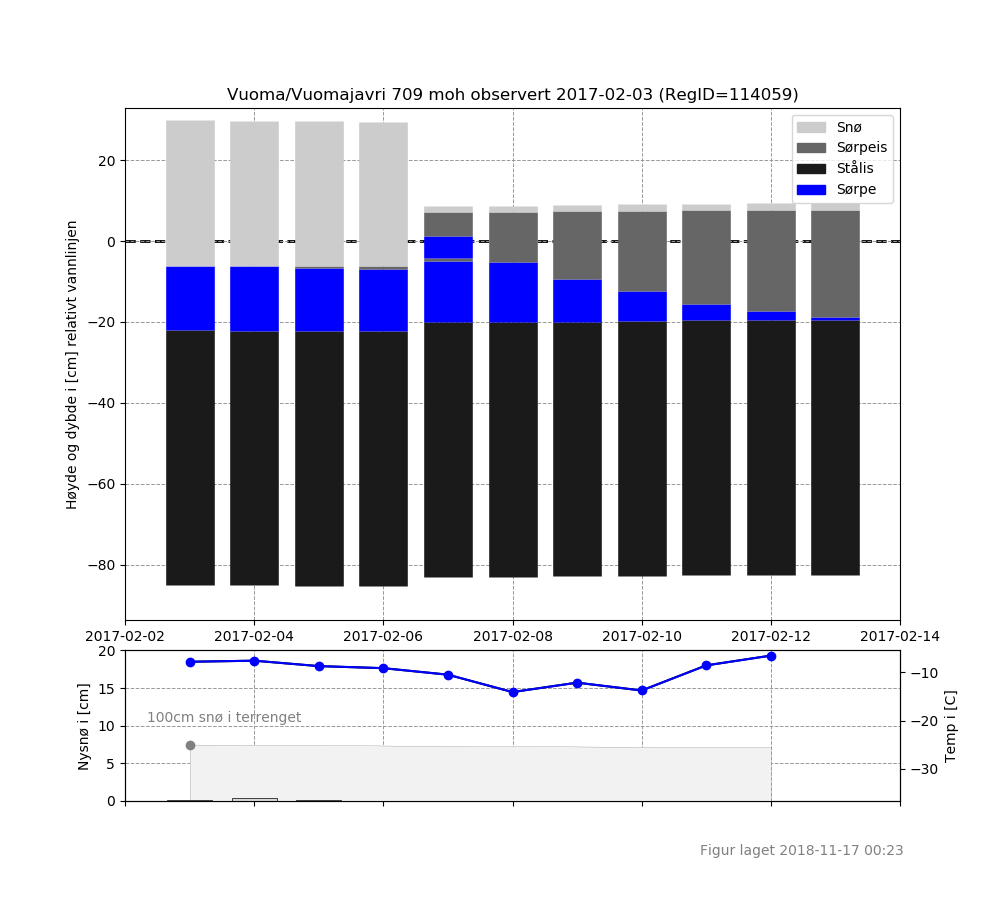 Vuoma/Vuomajavri 709 moh observert 2017-02-03 (RegID=114059)
Snø
Sørpeis
Stålis
Sørpe
Høyde og dybde i [cm] relativt vannlinjen
20
0
−20
−40
−60
−80
2017-02-02 2017-02-04 2017-02-06 2017-02-08 2017-02-10 2017-02-12 2017-02-14
Nysnø i [cm]
20
15
10
5
0
100cm snø i terrenget
−10
−20
−30
Temp i [C]
Figur laget 2018-11-17 00:23